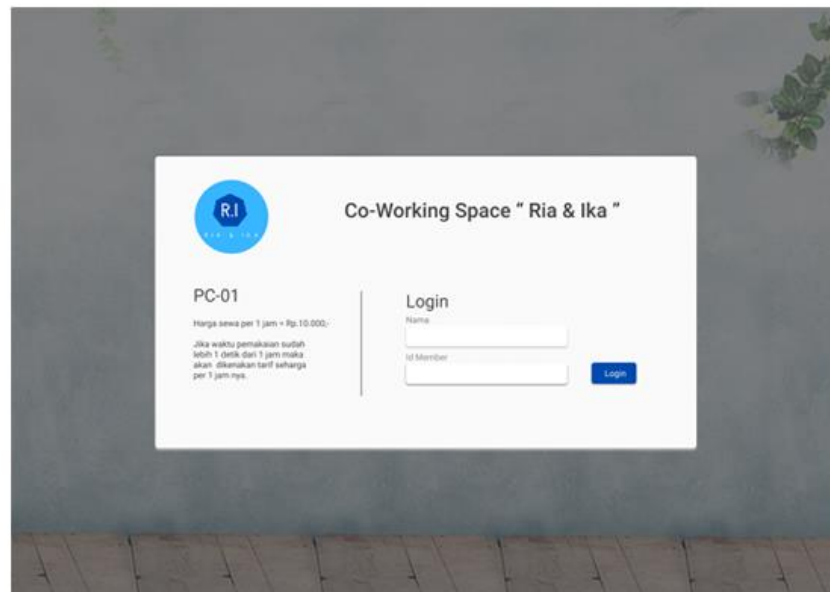 R.I
RIA & IKA
Co-Working Space “ Ria & Ika ”
PC-01
Harga sewa per 1 jam = Rp.10.000,-
Jika waktu pemakaian sudah
lebih 1 detik dari 1 jam maka
akan dikenakan tarif seharga
per 1 jam nya.
Login
Nama
Id Member
Login